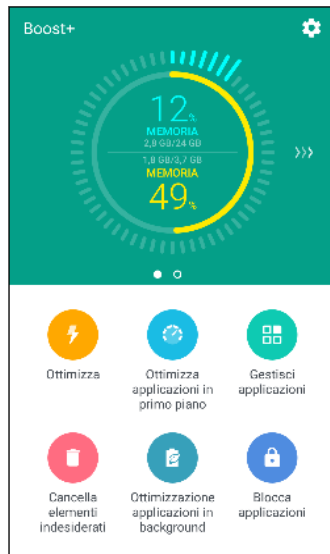 Boost+
12%
MEMORIA
2,8 GB/24 GB
1,8 GB/3,7 GB
MEMORIA
49%
Ottimizza
Ottimizza
applicazioni in
primo piano
Gestisci
applicazioni
Cancella
elementi
indesiderati
Ottimizzazione
applicazioni in
background
Blocca
applicazioni